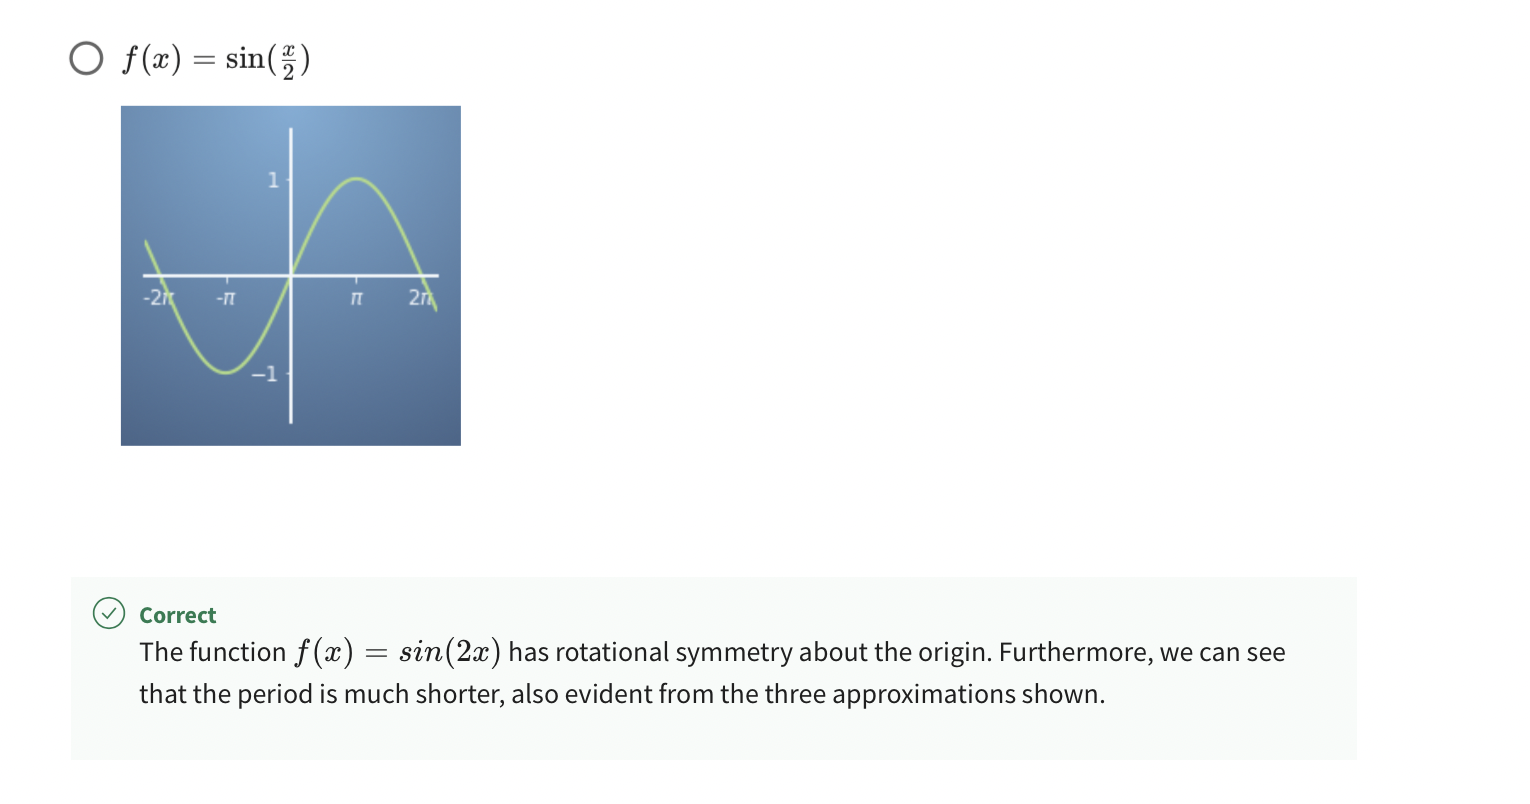 f(x) = sin(x/2)
1
-2π -π π 2π
−1
Correct
The function f(x) = sin(2x) has rotational symmetry about the origin. Furthermore, we can see
that the period is much shorter, also evident from the three approximations shown.